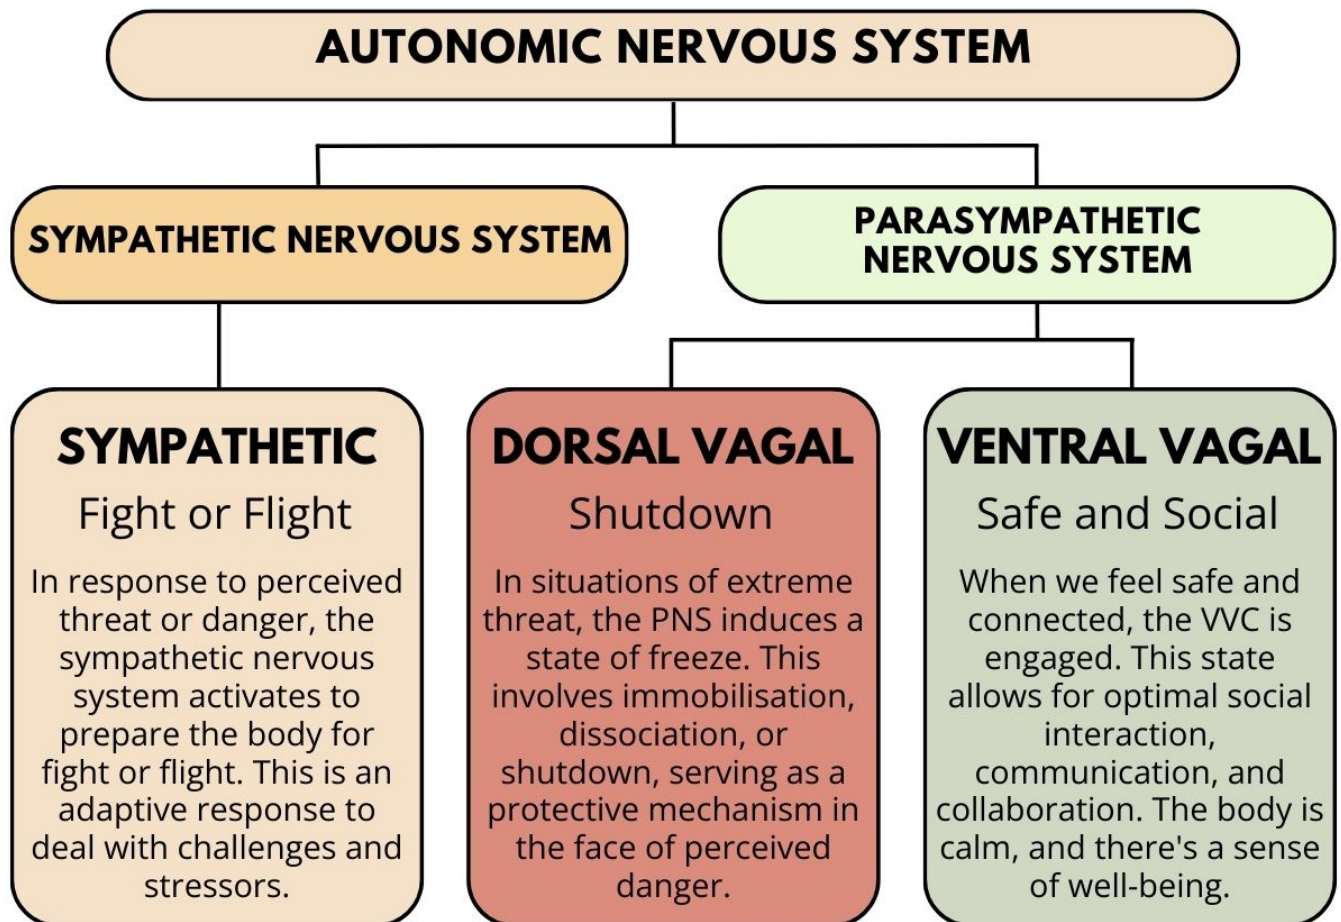 AUTONOMIC NERVOUS SYSTEM
SYMPATHETIC NERVOUS SYSTEM
PARASYMPATHETIC
NERVOUS SYSTEM
SYMPATHETIC
Fight or Flight
In response to perceived
threat or danger, the
sympathetic nervous
system activates to
prepare the body for
fight or flight. This is an
adaptive response to
deal with challenges and
stressors.
DORSAL VAGAL
Shutdown
In situations of extreme
threat, the PNS induces a
state of freeze. This
involves immobilisation,
dissociation, or
shutdown, serving as a
protective mechanism in
the face of perceived
danger.
VENTRAL VAGAL
Safe and Social
When we feel safe and
connected, the VVC is
engaged. This state
allows for optimal social
interaction,
communication, and
collaboration. The body is
calm, and there's a sense
of well-being.